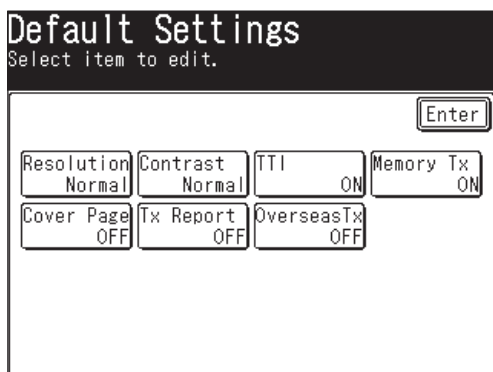 Default Settings
Select item to edit.
Enter
Resolution Contrast TTI Memory Tx
Normal Normal ON ON
Cover Page Tx Report OverseasTx
OFF OFF OFF